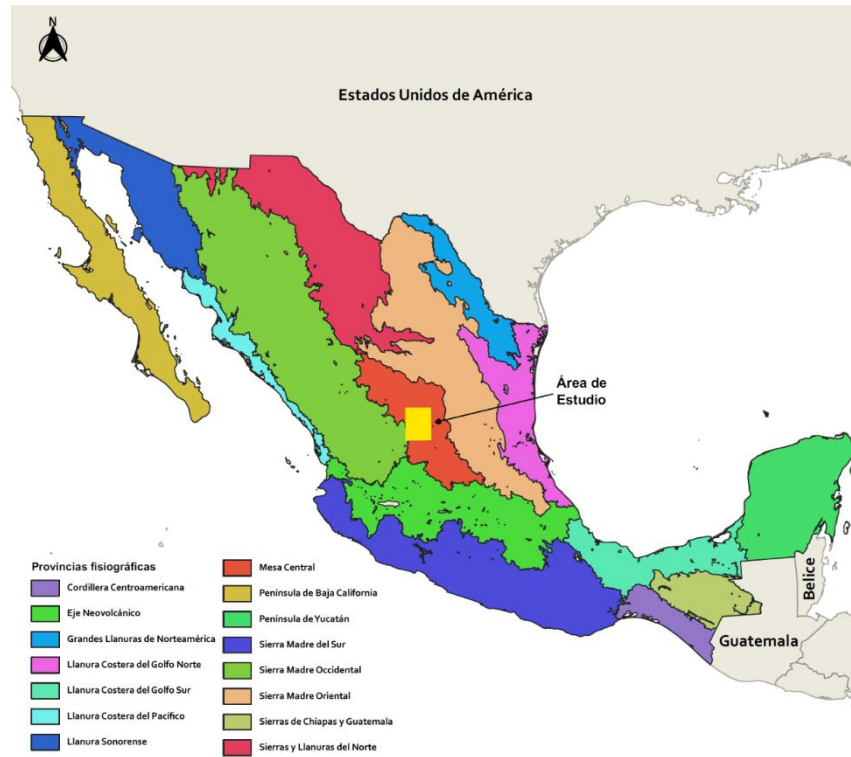 N
Estados Unidos de América
Área de
Estudio
Belice
Guatemala
Provincias fisiográficas
Cordillera Centroamericana
Eje Neovolcánico
Grandes Llanuras de Norteamérica
Llanura Costera del Golfo Norte
Llanura Costera del Golfo Sur
Llanura Costera del Pacífico
Llanura Sonorense
Mesa Central
Península de Baja California
Península de Yucatán
Sierra Madre del Sur
Sierra Madre Occidental
Sierra Madre Oriental
Sierras de Chiapas y Guatemala
Sierras y Llanuras del Norte